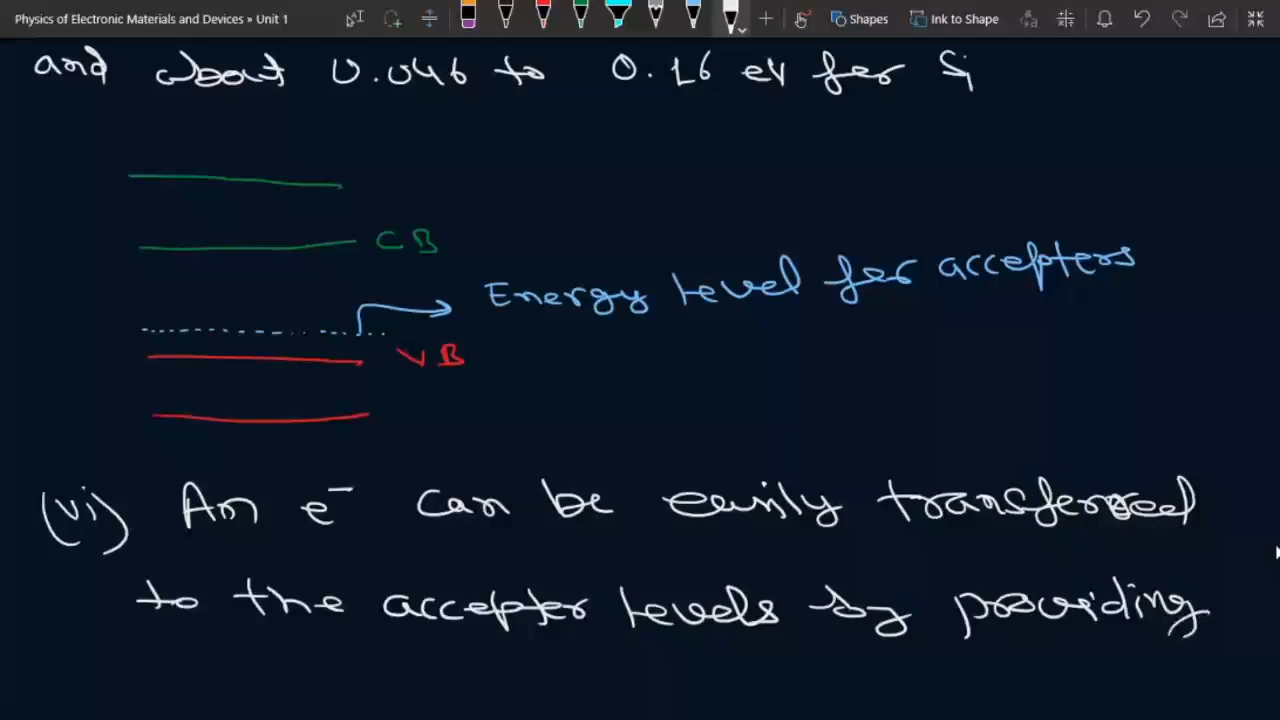 Physics of Electronic Materials and Devices » Unit 1
Shapes
Ink to Shape
and about 0.046 to 0.16 eV for Si
CB
Energy level for accepters
VB
(vi) An e⁻ can be easily transferred
to the accepter levels by providing